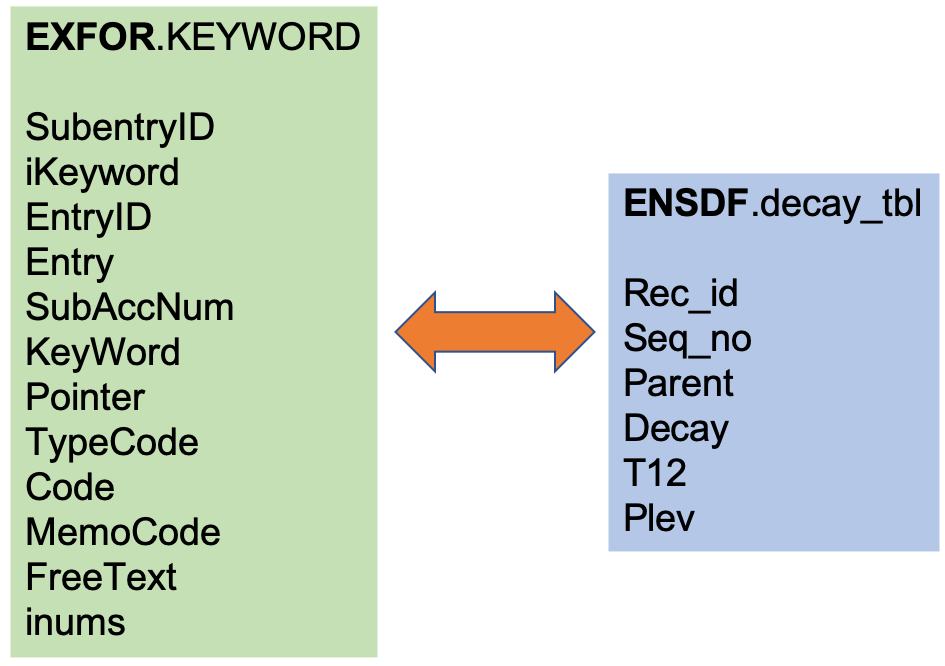 EXFOR.KEYWORD
SubentryID
iKeyword
EntryID
Entry
SubAccNum
KeyWord
Pointer
TypeCode
Code
MemoCode
FreeText
inums
ENSDF.decay_tbl
Rec_id
Seq_no
Parent
Decay
T12
Plev